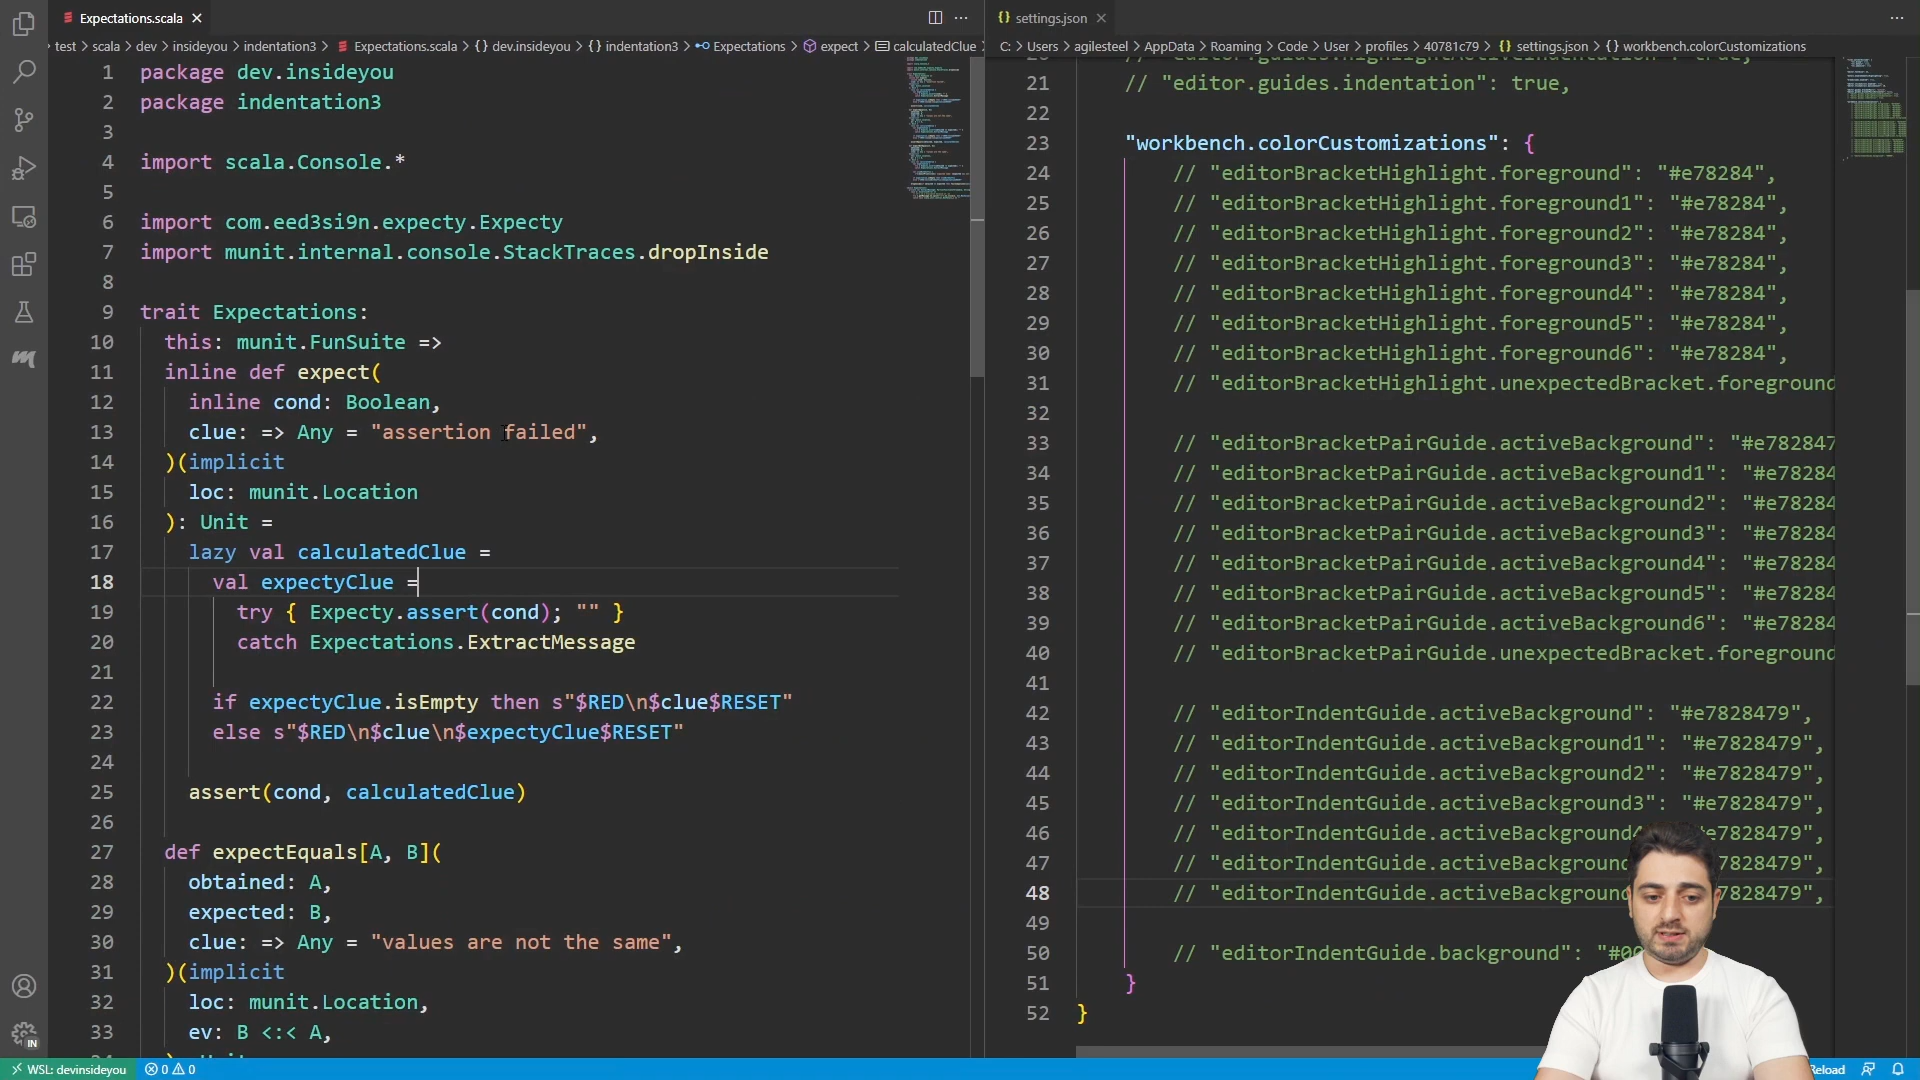 Expectations.scala
test › scala › dev › insideyou › indentation3 › Expectations.scala › {} dev.insideyou › {} indentation3 › Expectations › expect › calculatedClue
1 package dev.insideyou
2 package indentation3
3
4 import scala.Console.*
5
6 import com.eed3si9n.expecty.Expecty
7 import munit.internal.console.StackTraces.dropInside
8
9 trait Expectations:
10 this: munit.FunSuite =>
11 inline def expect(
12 inline cond: Boolean,
13 clue: => Any = "assertion failed",
14 )(implicit
15 loc: munit.Location
16 ): Unit =
17 lazy val calculatedClue =
18 val expectyClue =
19 try { Expecty.assert(cond); "" }
20 catch Expectations.ExtractMessage
21
22 if expectyClue.isEmpty then s"$RED\n$clue$RESET"
23 else s"$RED\n$clue\n$expectyClue$RESET"
24
25 assert(cond, calculatedClue)
26
27 def expectEquals[A, B](
28 obtained: A,
29 expected: B,
30 clue: => Any = "values are not the same",
31 )(implicit
32 loc: munit.Location,
33 ev: B <:< A,
settings.json
C: › Users › agilesteel › AppData › Roaming › Code › User › profiles › 40781c79 › {} settings.json › {} workbench.colorCustomizations
21 // "editor.guides.indentation": true,
22
23 "workbench.colorCustomizations": {
24 // "editorBracketHighlight.foreground": "#e78284",
25 // "editorBracketHighlight.foreground1": "#e78284",
26 // "editorBracketHighlight.foreground2": "#e78284",
27 // "editorBracketHighlight.foreground3": "#e78284",
28 // "editorBracketHighlight.foreground4": "#e78284",
29 // "editorBracketHighlight.foreground5": "#e78284",
30 // "editorBracketHighlight.foreground6": "#e78284",
31 // "editorBracketHighlight.unexpectedBracket.foreground
32
33 // "editorBracketPairGuide.activeBackground": "#e782847
34 // "editorBracketPairGuide.activeBackground1": "#e78284
35 // "editorBracketPairGuide.activeBackground2": "#e78284
36 // "editorBracketPairGuide.activeBackground3": "#e78284
37 // "editorBracketPairGuide.activeBackground4": "#e78284
38 // "editorBracketPairGuide.activeBackground5": "#e78284
39 // "editorBracketPairGuide.activeBackground6": "#e78284
40 // "editorBracketPairGuide.unexpectedBracket.foreground
41
42 // "editorIndentGuide.activeBackground": "#e7828479",
43 // "editorIndentGuide.activeBackground1": "#e7828479",
44 // "editorIndentGuide.activeBackground2": "#e7828479",
45 // "editorIndentGuide.activeBackground3": "#e7828479",
46 // "editorIndentGuide.activeBackground e7828479",
47 // "editorIndentGuide.activeBackground 7828479",
48 // "editorIndentGuide.activeBackground 7828479",
49
50 // "editorIndentGuide.background": "#00
51 }
52 }
IN
WSL: devinsideyou 0 0
Reload